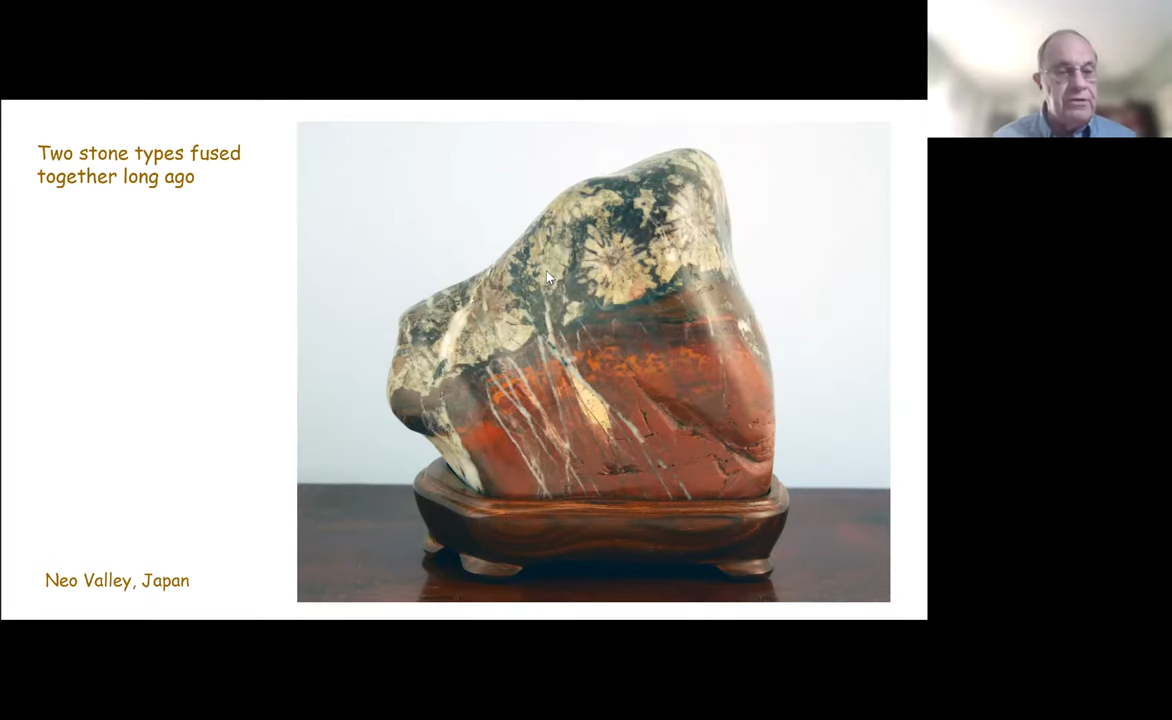 Two stone types fused
together long ago
Neo Valley, Japan